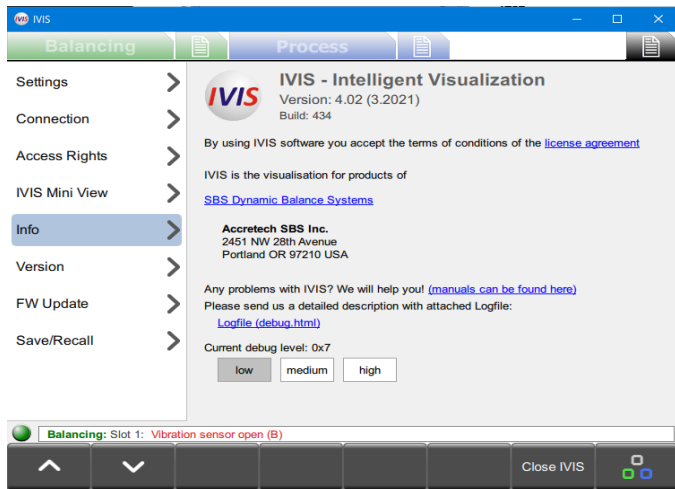 IVIS IVIS
Balancing
Process
Settings
Connection
Access Rights
IVIS Mini View
Info
Version
FW Update
Save/Recall
IVIS
IVIS - Intelligent Visualization
Version: 4.02 (3.2021)
Build: 434
By using IVIS software you accept the terms of conditions of the license agreement
IVIS is the visualisation for products of
SBS Dynamic Balance Systems
Accretech SBS Inc.
2451 NW 28th Avenue
Portland OR 97210 USA
Any problems with IVIS? We will help you! (manuals can be found here)
Please send us a detailed description with attached Logfile:
Logfile (debug.html)
Current debug level: 0x7
low medium high
Balancing: Slot 1: Vibration sensor open (B)
Close IVIS